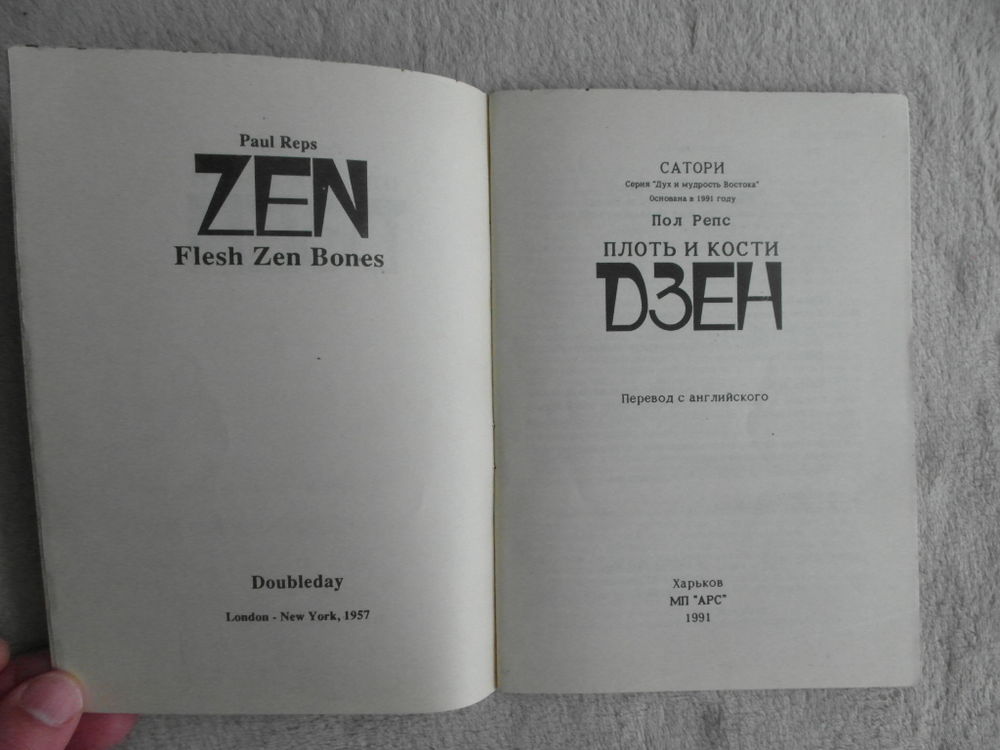 Paul Reps
ZEN
Flesh Zen Bones
Doubleday
London - New York, 1957
САТОРИ
Серия "Дух и мудрость Востока"
Основана в 1991 году
Пол Репс
ПЛОТЬ И КОСТИ
ДЗЕН
Перевод с английского
Харьков
МП "АРС"
1991